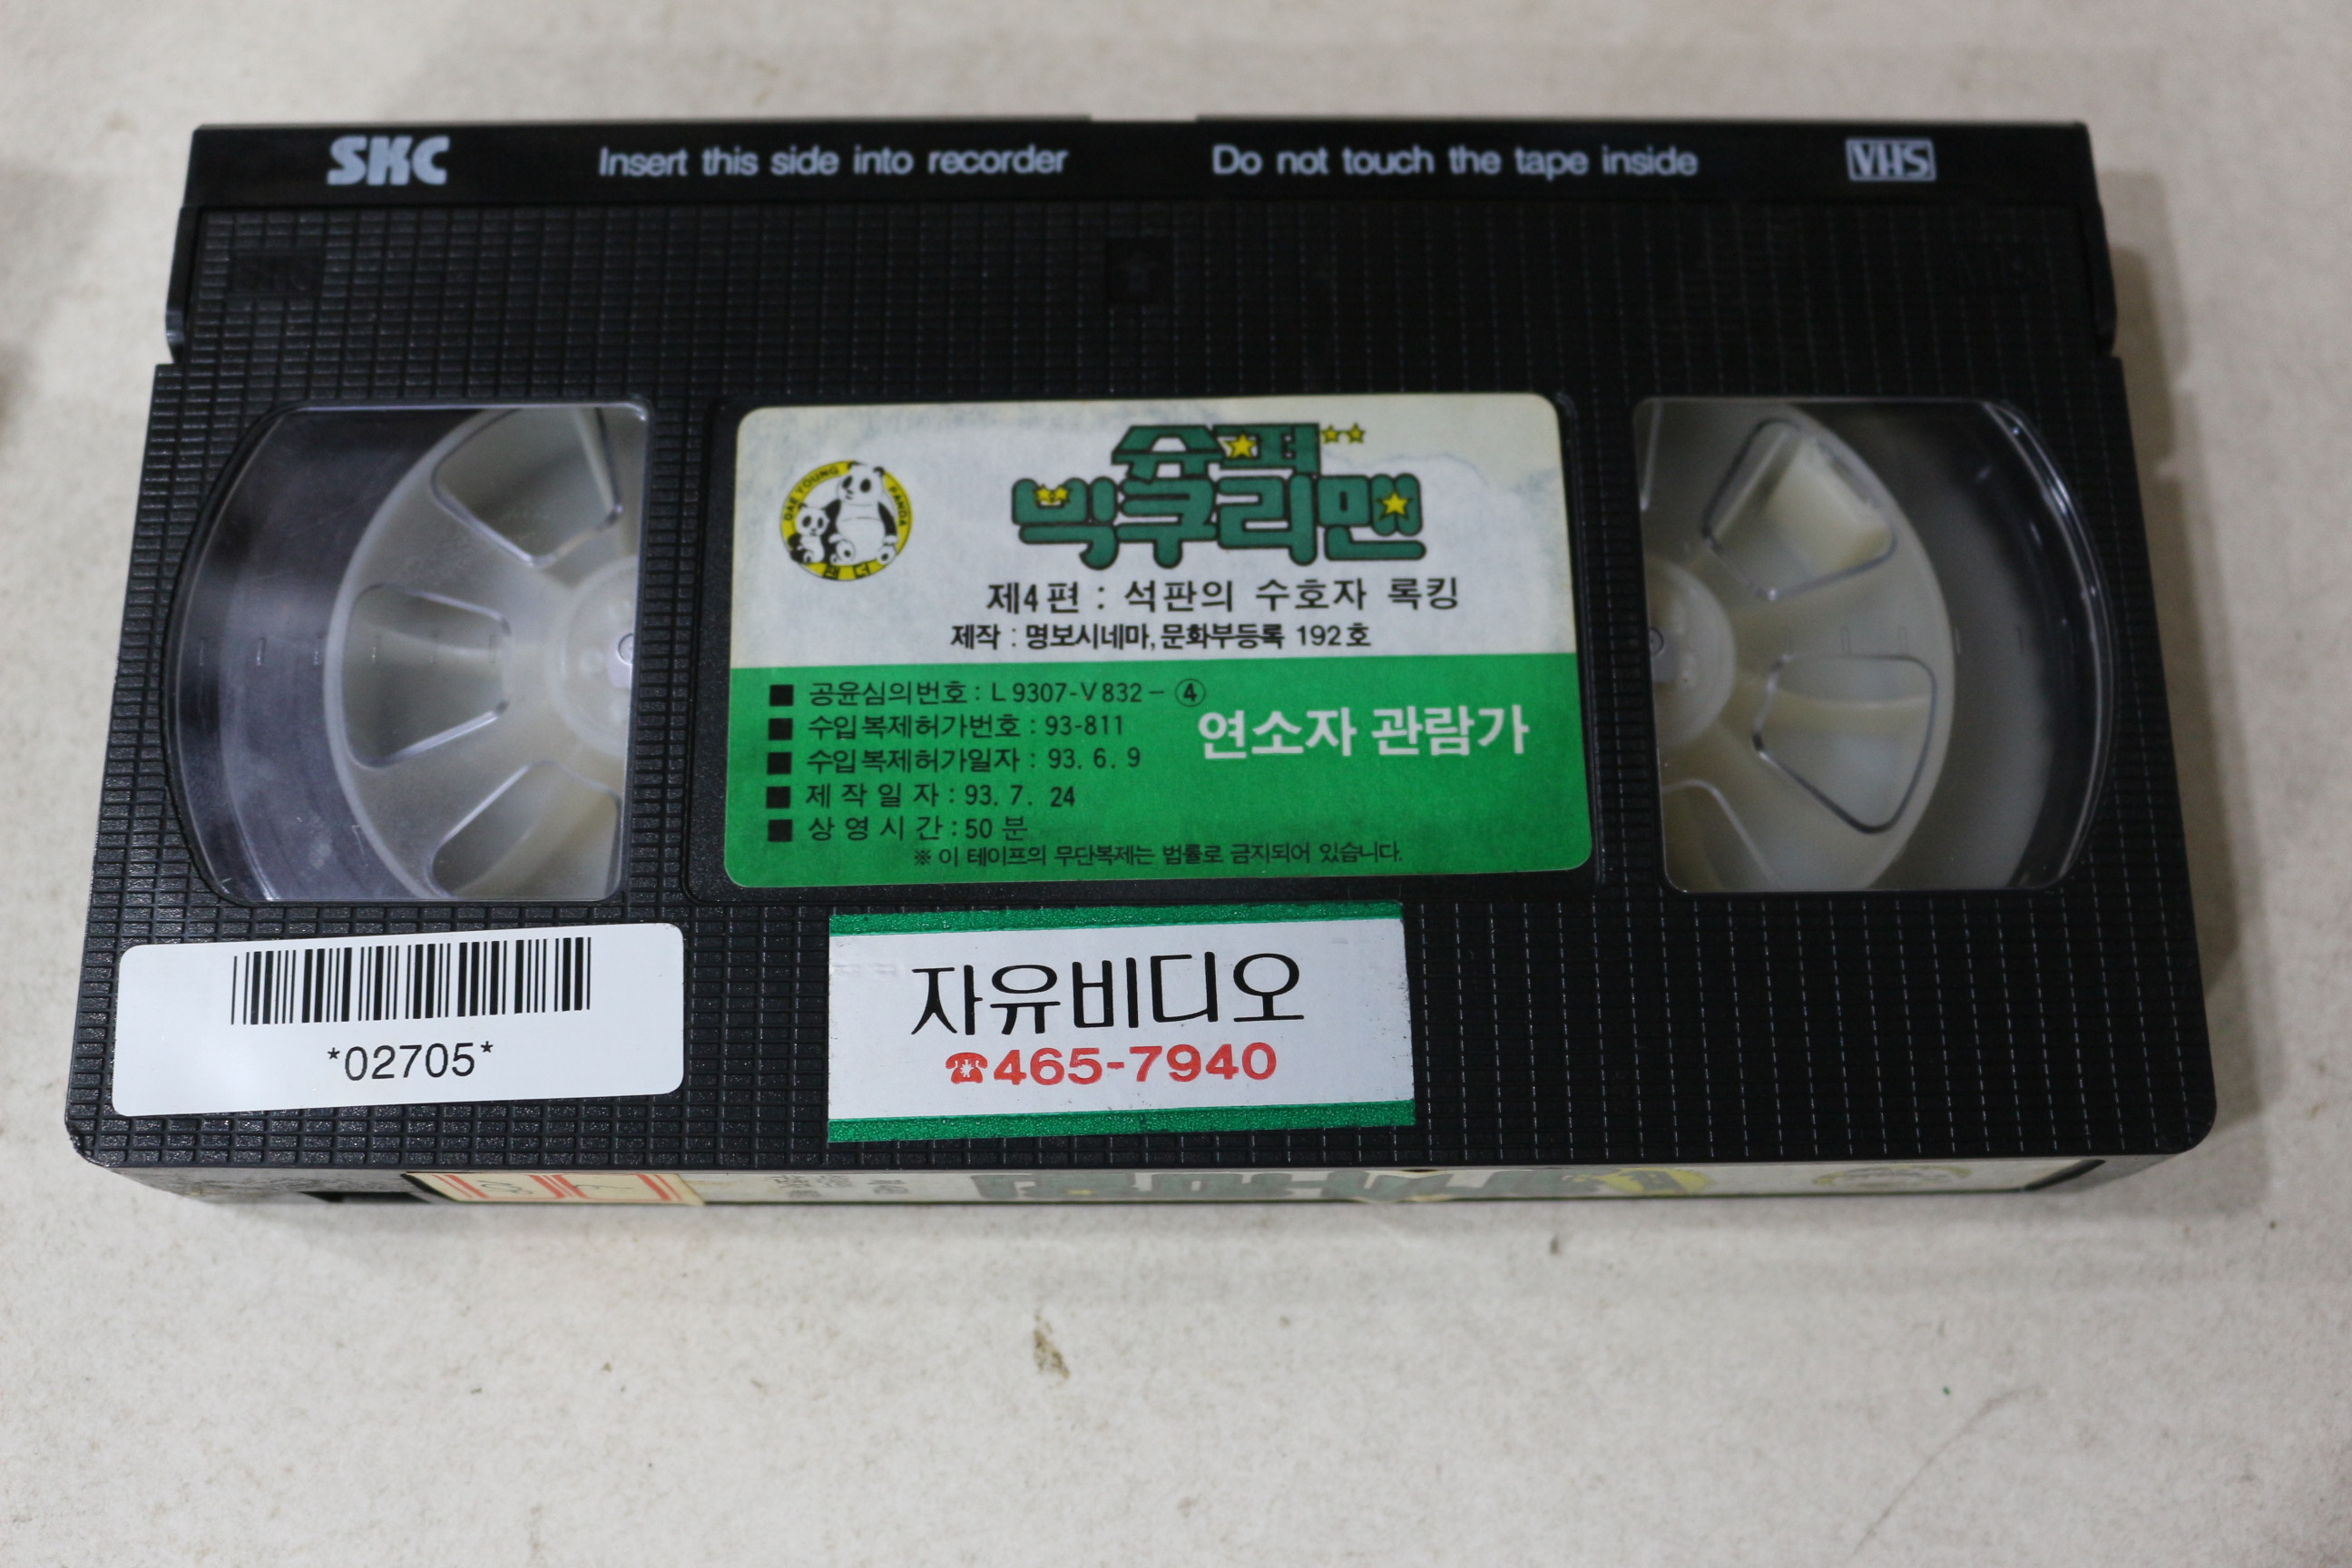 SKC Insert this side into recorder Do not touch the tape inside VHS
DAE YOUNG PANDA
판다
슈퍼
빅쿠리맨
제4편 : 석판의 수호자 록킹
제작 : 명보시네마, 문화부등록 192호
■ 공윤심의번호 : L 9307-V832-④
■ 수입복제허가번호 : 93-811
■ 수입복제허가일자 : 93. 6. 9
연소자 관람가
■ 제작일자 : 93. 7. 24
■ 상영시간 : 50 분
※ 이 테이프의 무단복제는 법률로 금지되어 있습니다.
*02705*
자유비디오
☎465-7940